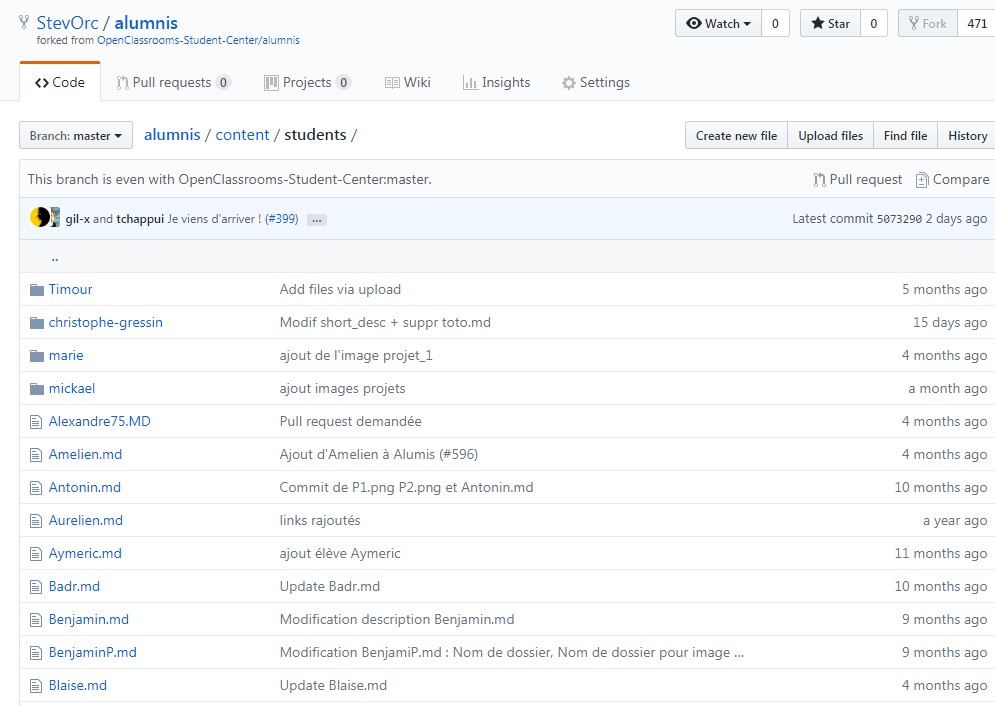 StevOrc / alumnis
Watch 0 Star 0 Fork 471
forked from OpenClassrooms-Student-Center/alumnis
Code Pull requests 0 Projects 0 Wiki Insights Settings
Branch: master alumnis / content / students / Create new file Upload files Find file History
This branch is even with OpenClassrooms-Student-Center:master. Pull request Compare
gil-x and tchappui Je viens d'arriver ! (#399) ... Latest commit 5073290 2 days ago
..
Timour Add files via upload 5 months ago
christophe-gressin Modif short_desc + suppr toto.md 15 days ago
marie ajout de l'image projet_1 4 months ago
mickael ajout images projets a month ago
Alexandre75.MD Pull request demandée 4 months ago
Amelien.md Ajout d'Amelien à Alumis (#596) 4 months ago
Antonin.md Commit de P1.png P2.png et Antonin.md 10 months ago
Aurelien.md links rajoutés a year ago
Aymeric.md ajout élève Aymeric 11 months ago
Badr.md Update Badr.md 10 months ago
Benjamin.md Modification description Benjamin.md 9 months ago
BenjaminP.md Modification BenjamiP.md : Nom de dossier, Nom de dossier pour image ... 9 months ago
Blaise.md Update Blaise.md 4 months ago